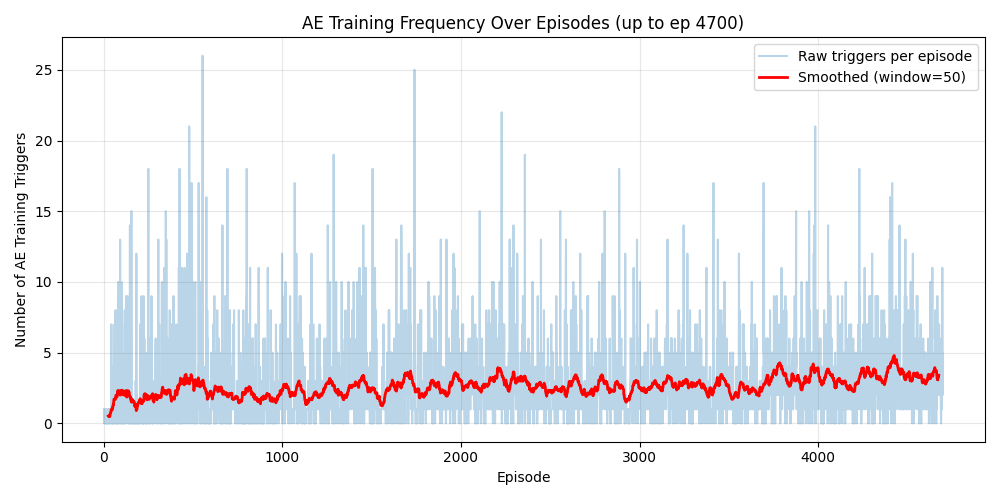 AE Training Frequency Over Episodes (up to ep 4700)
Raw triggers per episode
Smoothed (window=50)
Number of AE Training Triggers
25
20
15
10
5
0
0 1000 2000 3000 4000
Episode